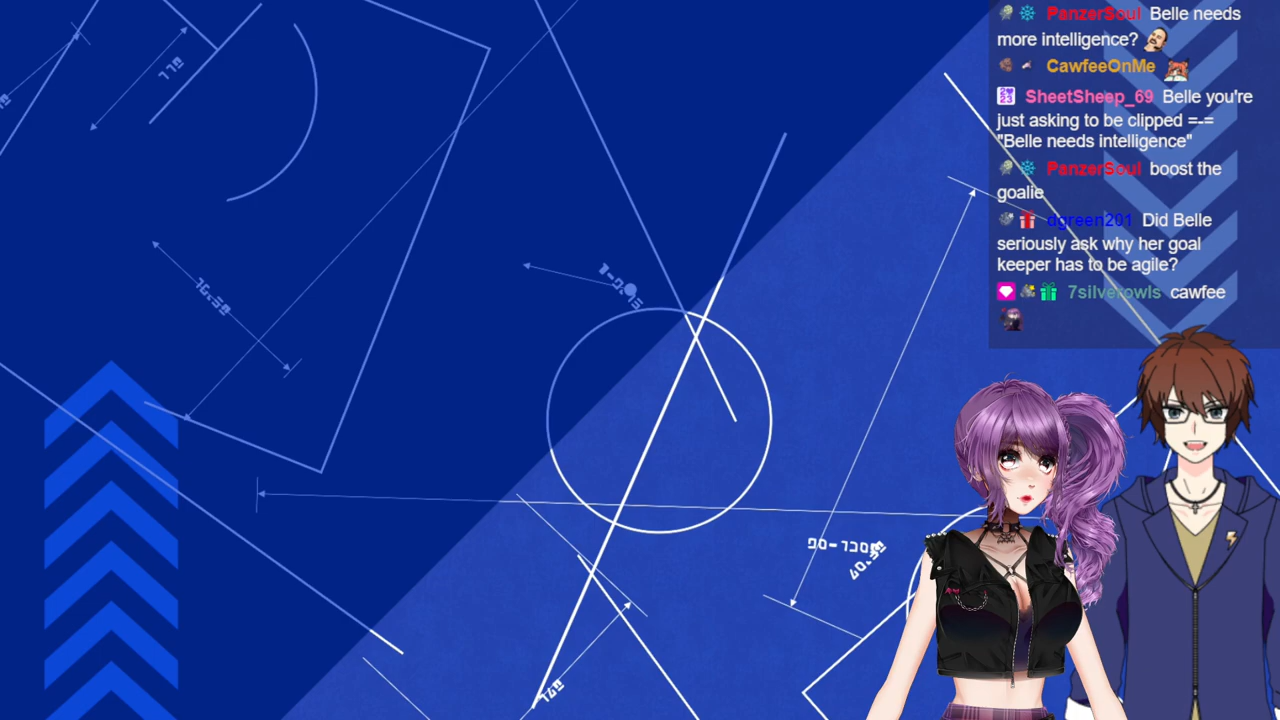 PanzerSoul Belle needs
more intelligence?
CawfeeOnMe
SheetSheep_69 Belle you're
just asking to be clipped =-=
"Belle needs intelligence"
PanzerSoul boost the
goalie
dgreen201 Did Belle
seriously ask why her goal
keeper has to be agile?
7silverowls cawfee